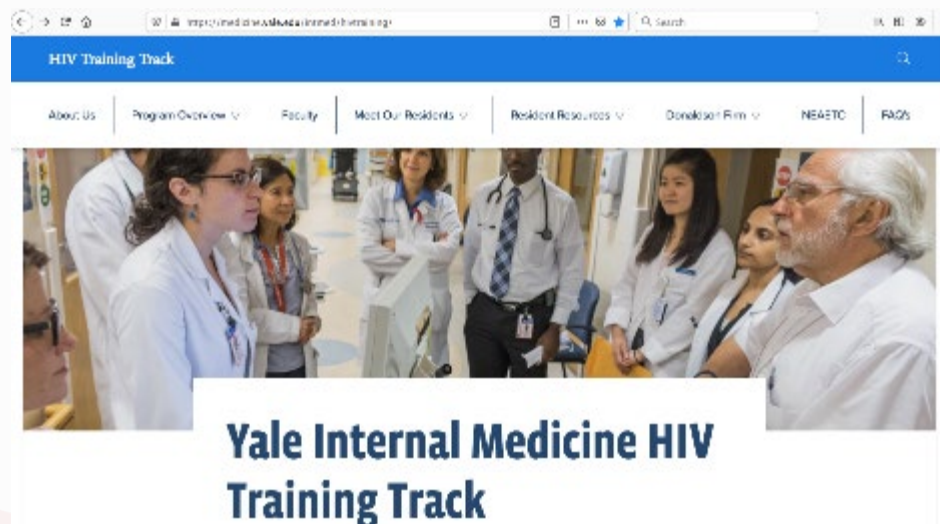 Search
HIV Training Track
About Us Program Overview Faculty Meet Our Residents Resident Resources Donaldson Firm NEAETC FAQ's
Yale Internal Medicine HIV
Training Track